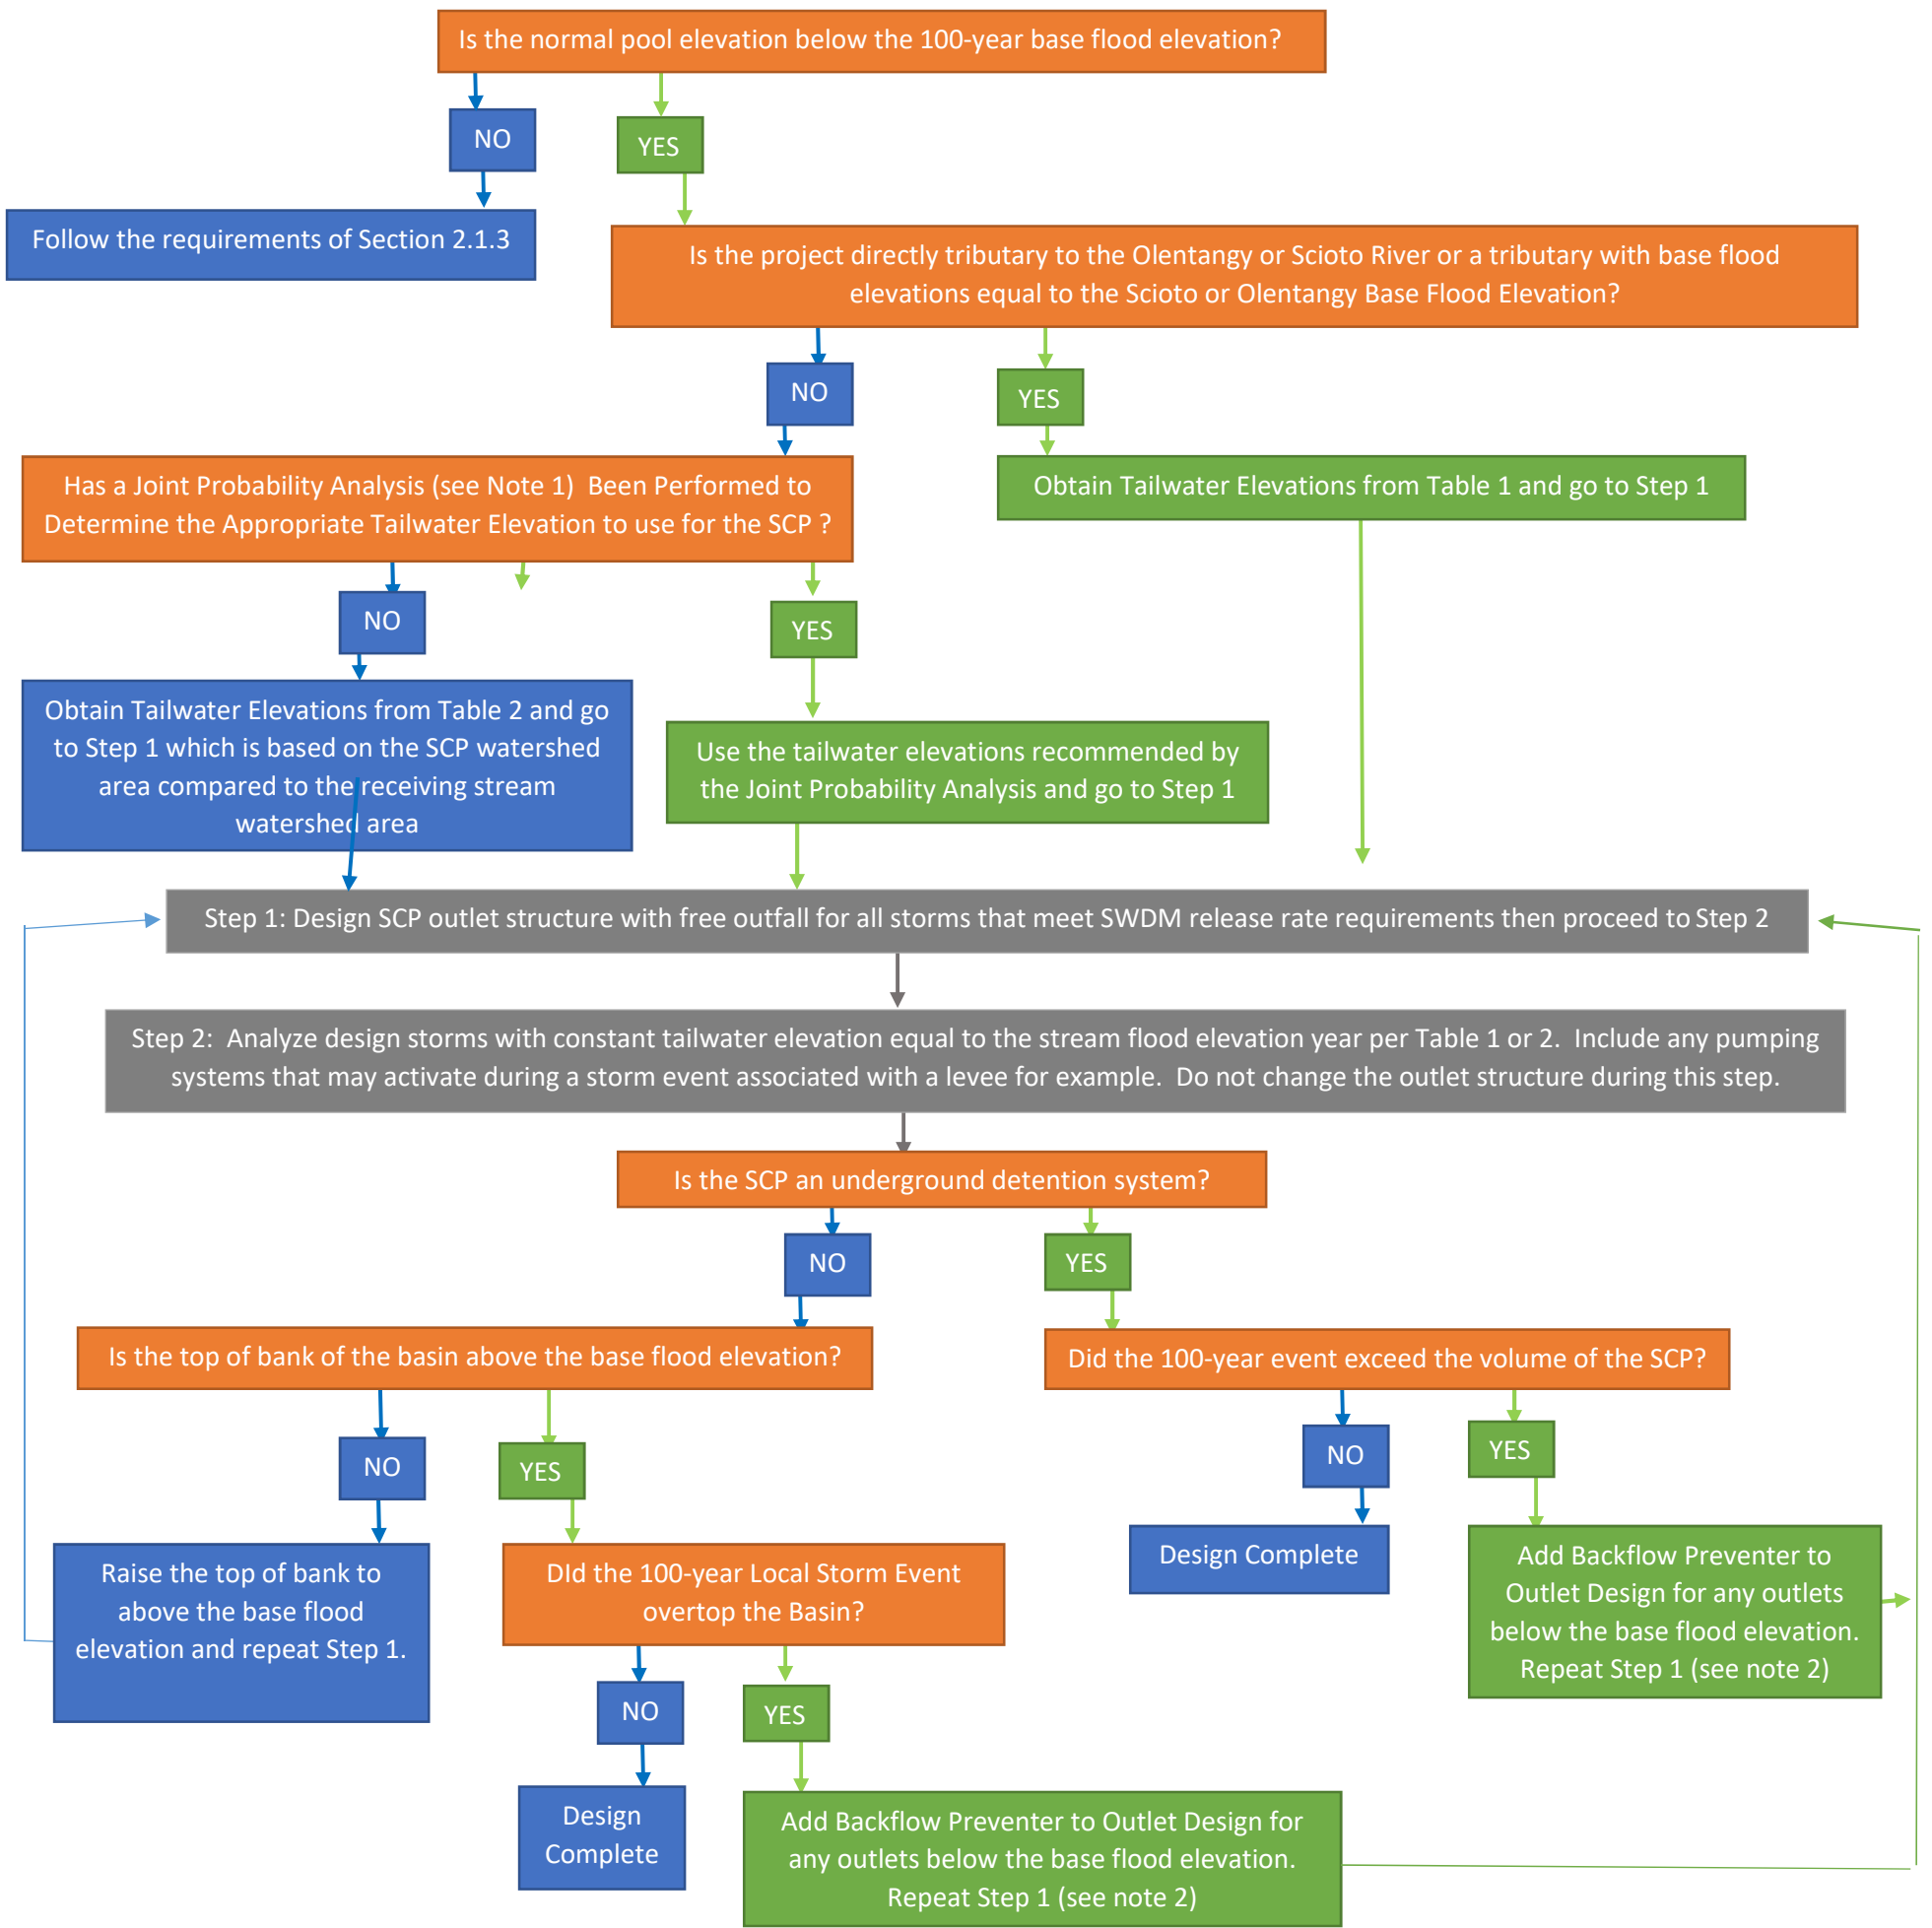 Is the normal pool elevation below the 100-year base flood elevation?
NO
YES
Follow the requirements of Section 2.1.3
Is the project directly tributary to the Olentangy or Scioto River or a tributary with base flood
elevations equal to the Scioto or Olentangy Base Flood Elevation?
NO
YES
Has a Joint Probability Analysis (see Note 1)  Been Performed to
Determine the Appropriate Tailwater Elevation to use for the SCP ?
Obtain Tailwater Elevations from Table 1 and go to Step 1
NO
YES
Obtain Tailwater Elevations from Table 2 and go
to Step 1 which is based on the SCP watershed
area compared to the receiving stream
watershed area
Use the tailwater elevations recommended by
the Joint Probability Analysis and go to Step 1
Step 1: Design SCP outlet structure with free outfall for all storms that meet SWDM release rate requirements then proceed to Step 2
Step 2:  Analyze design storms with constant tailwater elevation equal to the stream flood elevation year per Table 1 or 2.  Include any pumping
systems that may activate during a storm event associated with a levee for example.  Do not change the outlet structure during this step.
Is the SCP an underground detention system?
NO
YES
Is the top of bank of the basin above the base flood elevation?
Did the 100-year event exceed the volume of the SCP?
NO
YES
NO
YES
Raise the top of bank to
above the base flood
elevation and repeat Step 1.
DId the 100-year Local Storm Event
overtop the Basin?
Design Complete
Add Backflow Preventer to
Outlet Design for any outlets
below the base flood elevation.
Repeat Step 1 (see note 2)
NO
YES
Design
Complete
Add Backflow Preventer to Outlet Design for
any outlets below the base flood elevation.
Repeat Step 1 (see note 2)